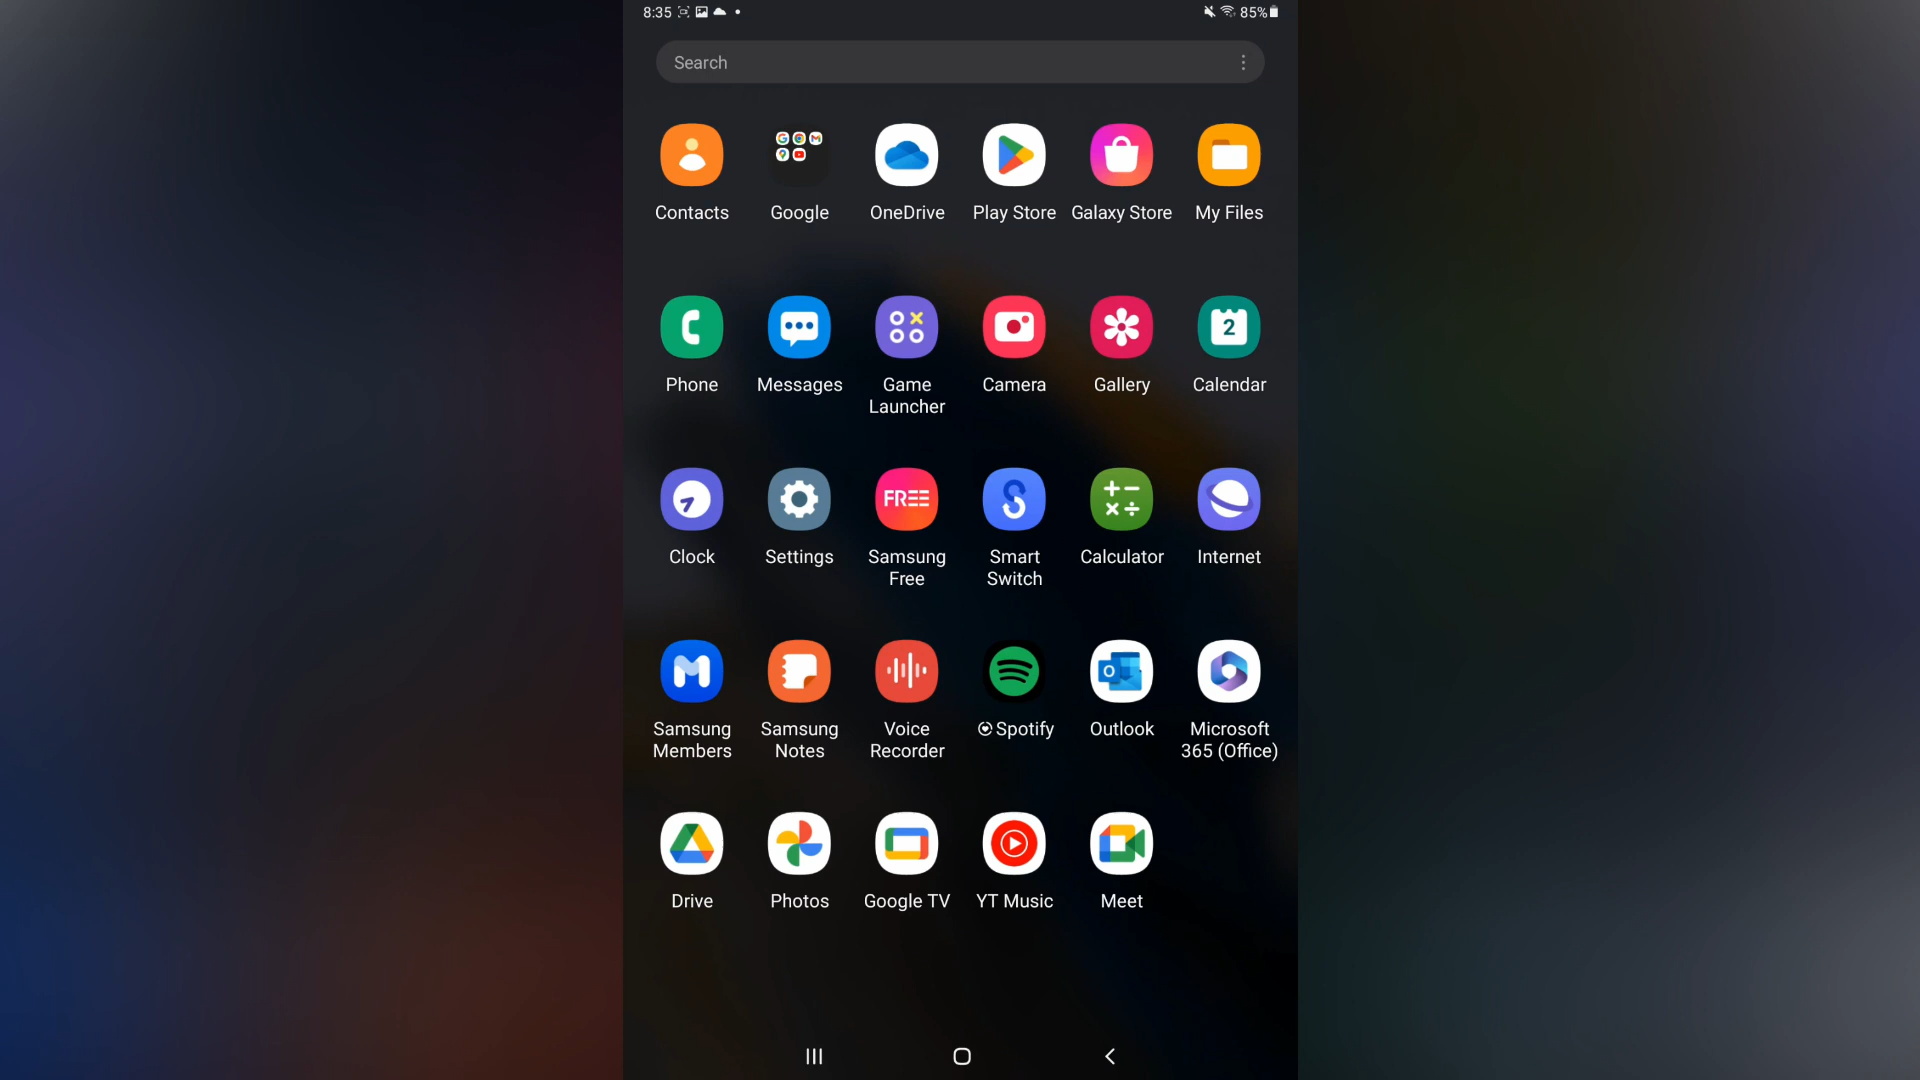 8:35
85%
Search
Contacts
Google
OneDrive
Play Store
Galaxy Store
My Files
2
Phone
Messages
Game
Launcher
Camera
Gallery
Calendar
FREE
Clock
Settings
Samsung
Free
Smart
Switch
Calculator
Internet
Samsung
Members
Samsung
Notes
Voice
Recorder
Spotify
Outlook
Microsoft
365 (Office)
Drive
Photos
Google TV
YT Music
Meet